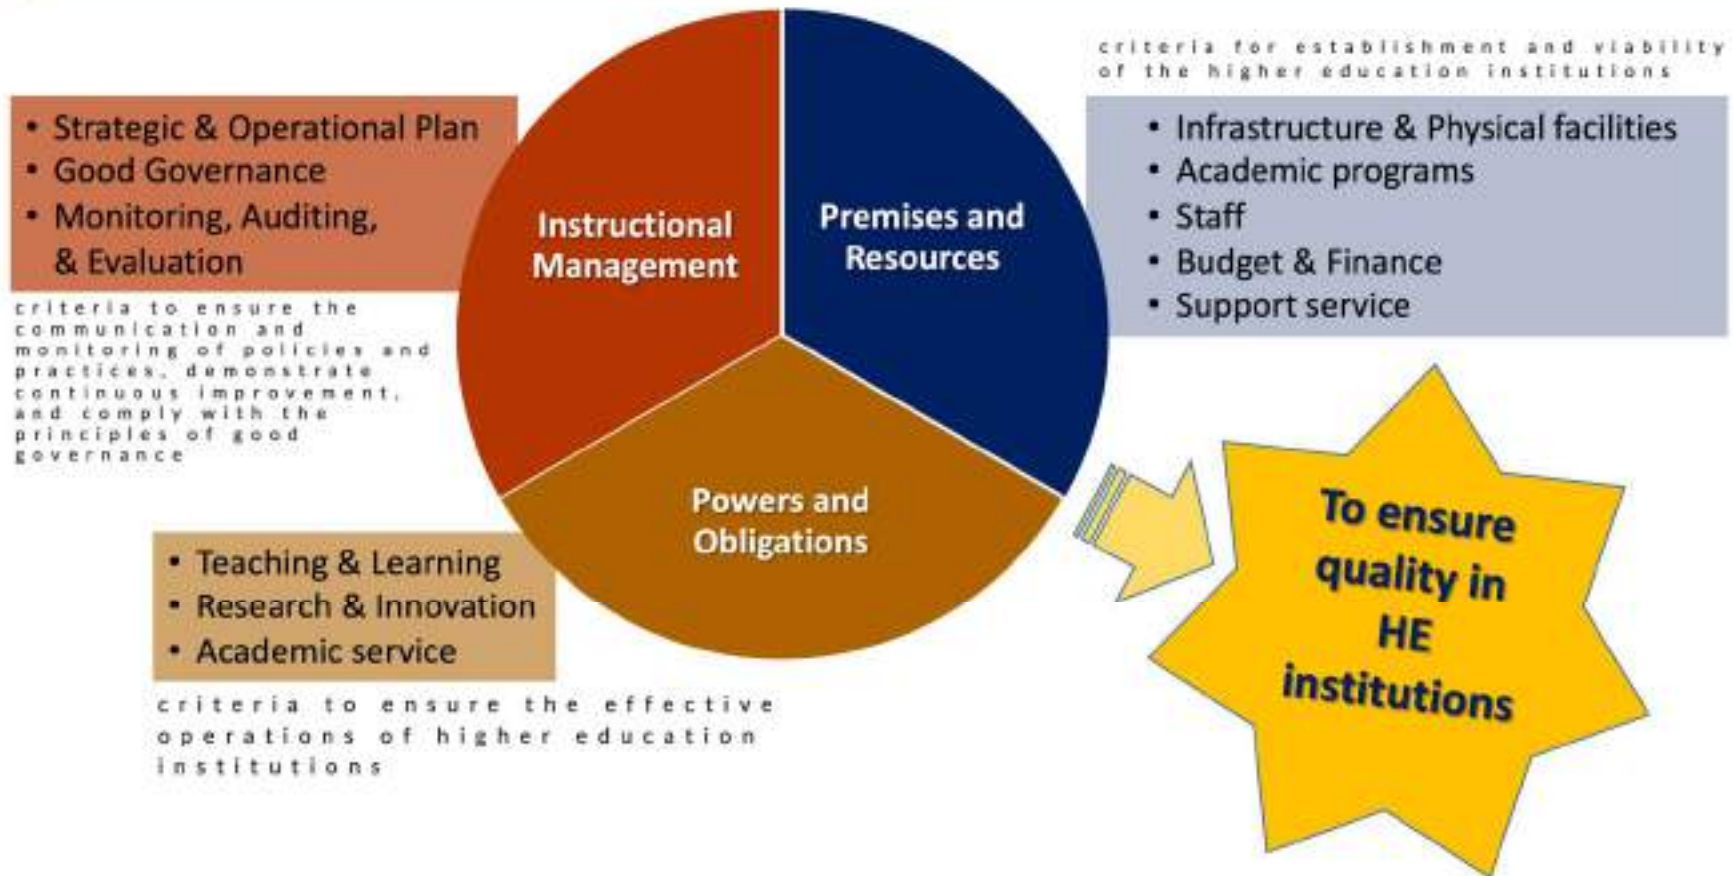 criteria for establishment and viability
of the higher education institutions
• Strategic & Operational Plan
• Good Governance
• Monitoring, Auditing,
& Evaluation
criteria to ensure the
communication and
monitoring of policies and
practices, demonstrate
continuous improvement,
and comply with the
principles of good
governance
Instructional
Management
Premises and
Resources
• Infrastructure & Physical facilities
• Academic programs
• Staff
• Budget & Finance
• Support service
Powers and
Obligations
• Teaching & Learning
• Research & Innovation
• Academic service
criteria to ensure the effective
operations of higher education
institutions
To ensure
quality in
HE
institutions